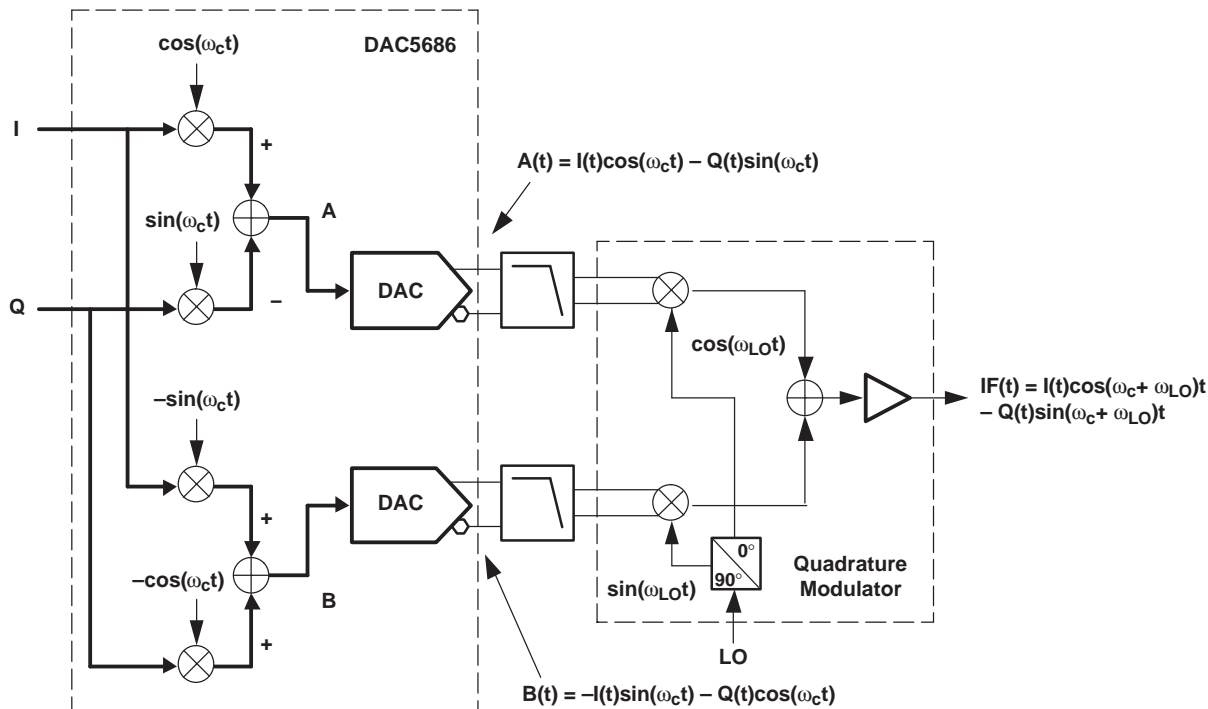 cos(ωct)
DAC5686
I
+
A(t) = I(t)cos(ωct) – Q(t)sin(ωct)
sin(ωct)
A
Q
–
DAC
cos(ωLOt)
–sin(ωct)
IF(t) = I(t)cos(ωc+ ωLO)t
– Q(t)sin(ωc+ ωLO)t
+
DAC
–cos(ωct)
B
+
sin(ωLOt)
0°
90°
Quadrature
Modulator
LO
B(t) = –I(t)sin(ωct) – Q(t)cos(ωct)